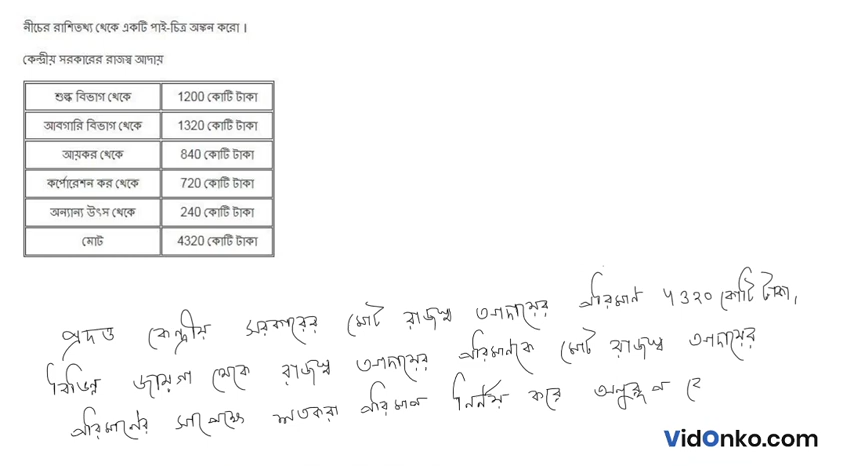 নীচের রাশিতথ্য থেকে একটি পাই-চিত্র অঙ্কন করো ।
কেন্দ্রীয় সরকারের রাজস্ব আদায়
শুল্ক বিভাগ থেকে 1200 কোটি টাকা
আবগারি বিভাগ থেকে 1320 কোটি টাকা
আয়কর থেকে 840 কোটি টাকা
কর্পোরেশন কর থেকে 720 কোটি টাকা
অন্যান্য উৎস থেকে 240 কোটি টাকা
মোট 4320 কোটি টাকা
প্রদত্ত কেন্দ্রীয় সরকারের মোট রাজস্ব আদায়ের পরিমাণ 4320 কোটি টাকা,
বিভিন্ন জায়গা থেকে রাজস্ব আদায়ের পরিমানকে মোট রাজস্ব আদায়ের
পরিমাণের সাপেক্ষে শতকরা পরিমাণ নির্ণয় করে অনুরূপ
VidOnko.com